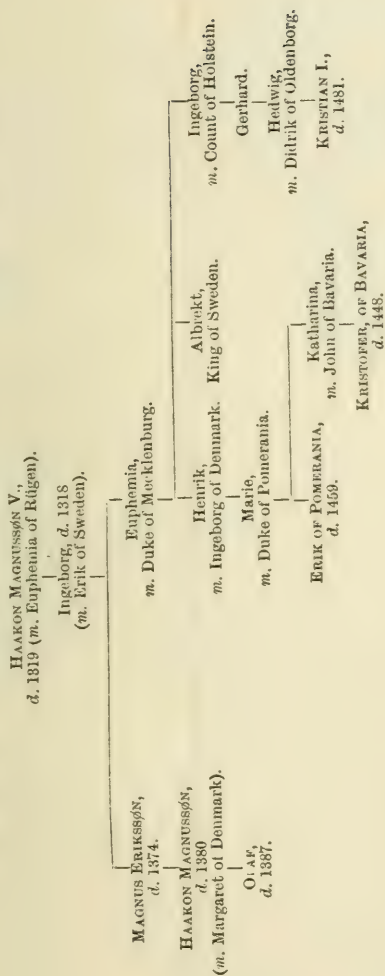 HAAKON MAGNUSSØN V.,
d. 1319 (m. Euphemia of Rügen).
Ingeborg, d. 1318
(m. Erik of Sweden).
MAGNUS ERIKSSØN,
d. 1374.
HAAKON MAGNUSSØN,
d. 1380
(m. Margaret of Denmark).
OLAF,
d. 1387.
Euphemia,
m. Duke of Mecklenburg.
Henrik,
m. Ingeborg of Denmark.
Marie,
m. Duke of Pomerania.
ERIK OF POMERANIA,
d. 1459.
Katharina,
m. John of Bavaria.
KRISTOFER, OF BAVARIA,
d. 1448.
Albrekt,
King of Sweden.
Ingeborg,
m. Count of Holstein.
Gerhard.
Hedwig,
m. Didrik of Oldenborg.
KRISTIAN I.,
d. 1481.